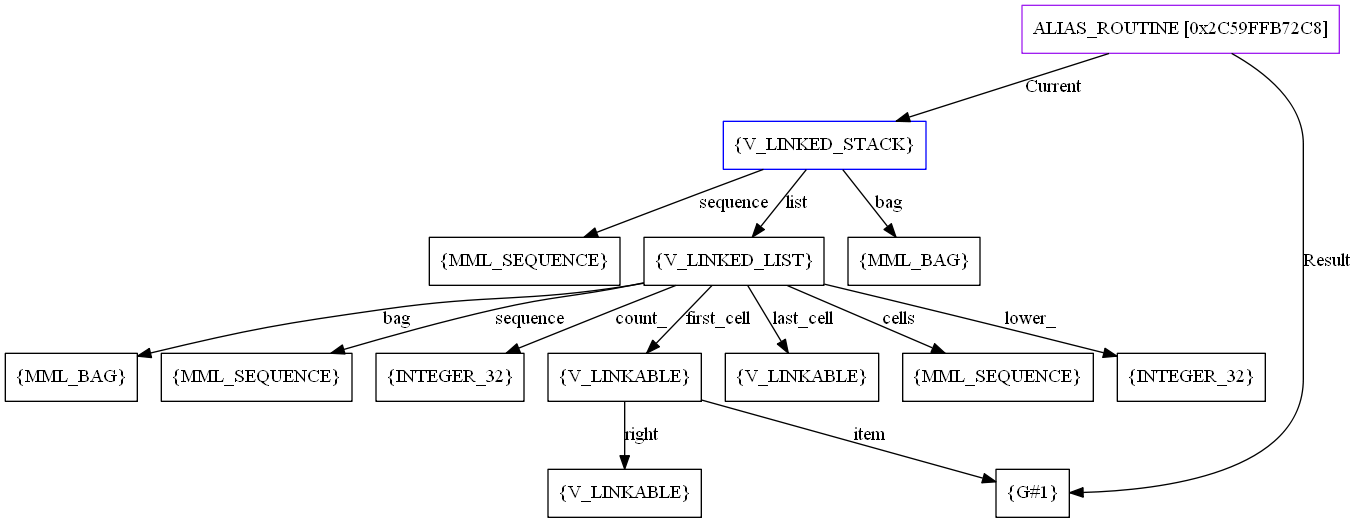 ALIAS_ROUTINE [0x2C59FFB72C8]
Current
{V_LINKED_STACK}
sequence
list
bag
{MML_SEQUENCE}
{V_LINKED_LIST}
{MML_BAG}
Result
bag
sequence
count_
first_cell
last_cell
cells
lower_
{MML_BAG}
{MML_SEQUENCE}
{INTEGER_32}
{V_LINKABLE}
{V_LINKABLE}
{MML_SEQUENCE}
{INTEGER_32}
right
item
{V_LINKABLE}
{G#1}